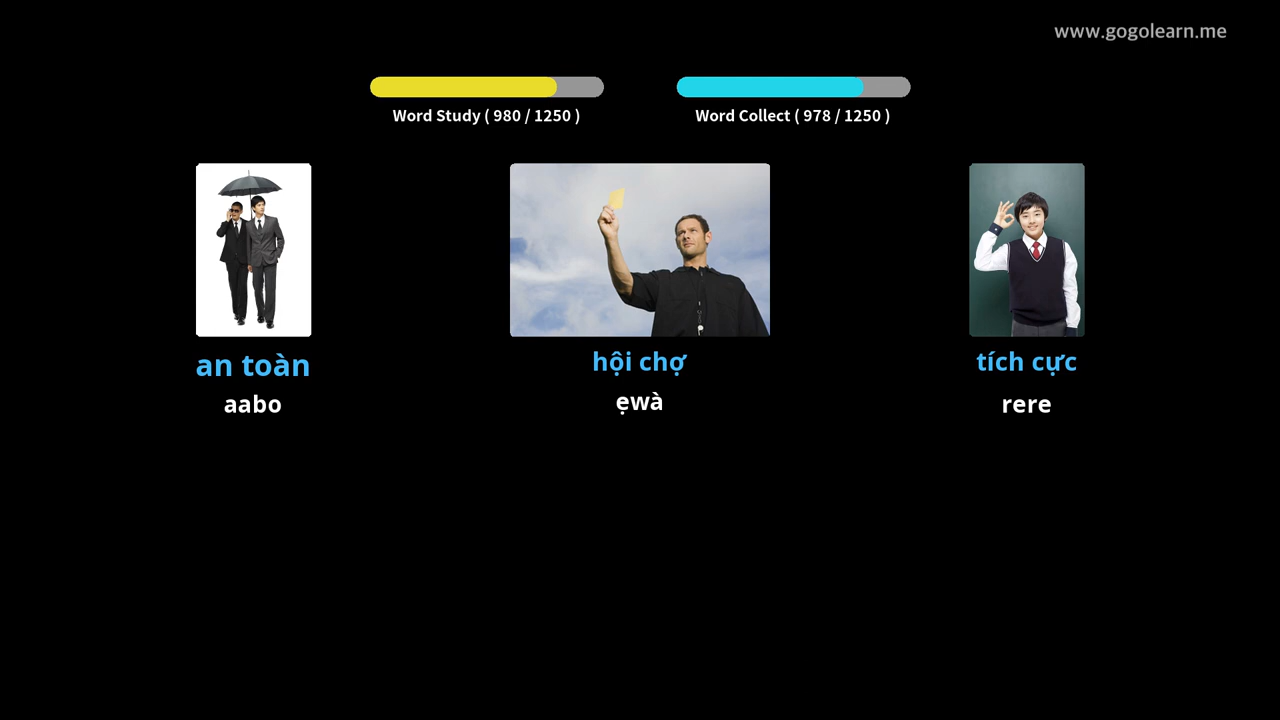 www.gogolearn.me
Word Study ( 980 / 1250 )
Word Collect ( 978 / 1250 )
an toàn
aabo
hội chợ
ẹwà
tích cực
rere